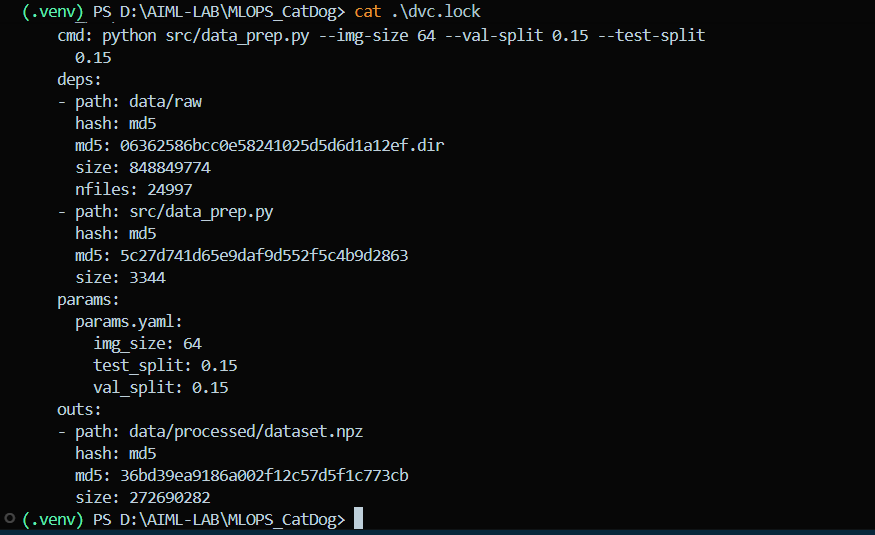 (.venv) PS D:\AIML-LAB\MLOPS_CatDog> cat .\dvc.lock
    cmd: python src/data_prep.py --img-size 64 --val-split 0.15 --test-split
      0.15
    deps:
    - path: data/raw
      hash: md5
      md5: 06362586bcc0e58241025d5d6d1a12ef.dir
      size: 848849774
      nfiles: 24997
    - path: src/data_prep.py
      hash: md5
      md5: 5c27d741d65e9daf9d552f5c4b9d2863
      size: 3344
    params:
      params.yaml:
        img_size: 64
        test_split: 0.15
        val_split: 0.15
    outs:
    - path: data/processed/dataset.npz
      hash: md5
      md5: 36bd39ea9186a002f12c57d5f1c773cb
      size: 272690282
(.venv) PS D:\AIML-LAB\MLOPS_CatDog>